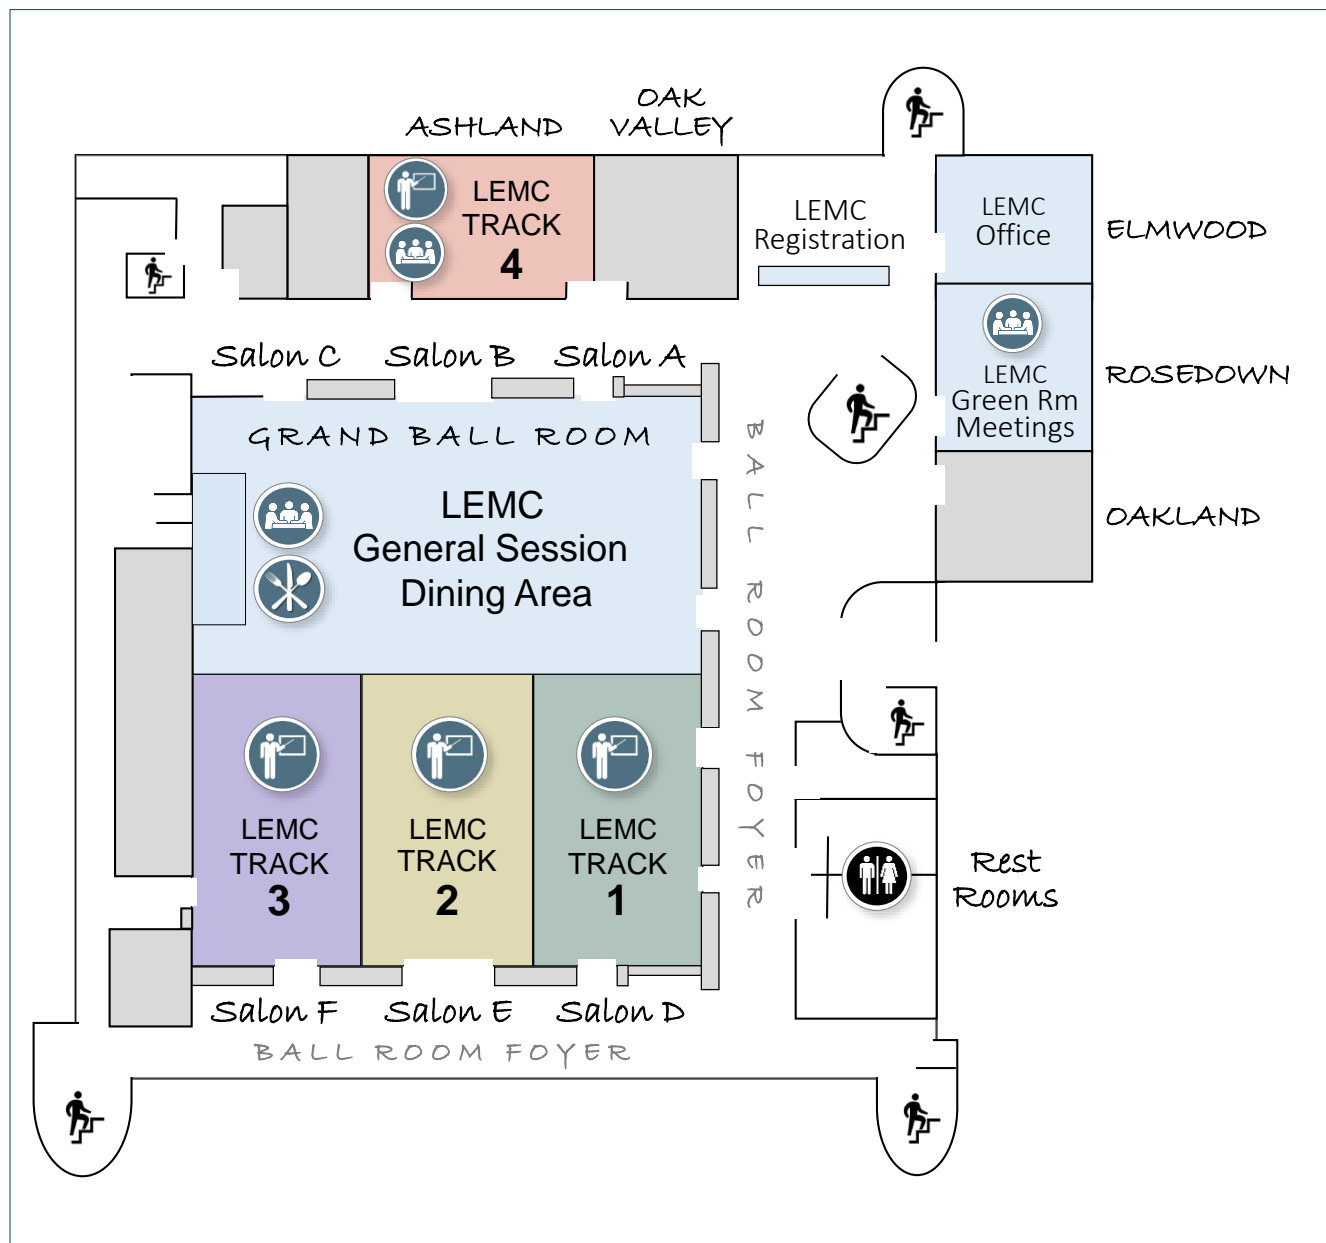 OAK
VALLEY
ASHLAND
LEMC
TRACK
4
LEMC
Registration
LEMC
Office
ELMWOOD
Salon C
Salon B
Salon A
LEMC
Green Rm
Meetings
ROSEDOWN
GRAND BALL ROOM
LEMC
General Session
Dining Area
OAKLAND
BALL ROOM FOYER
LEMC
TRACK
3
LEMC
TRACK
2
LEMC
TRACK
1
Rest
Rooms
Salon F
Salon E
Salon D
BALL ROOM FOYER